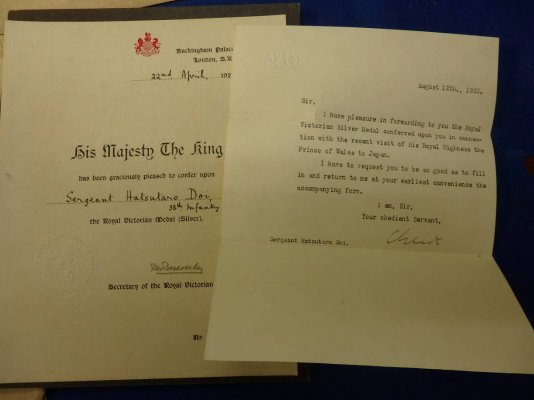 Buckingham Palace
London, S.W.
22nd April, 192
His Majesty The King
has been graciously pleased to confer upon
Sergeant Hatsutaro Doi,
38th Infantry
the Royal Victorian Medal (Silver).
Secretary of the Royal Victorian
August 12th., 1922.
Sir,
I have pleasure in forwarding to you the Royal
Victorian Silver Medal conferred upon you in connec-
tion with the recent visit of His Royal Highness the
Prince of Wales to Japan.
I have to request you to be so good as to fill
in and return to me at your earliest convenience the
accompanying form.
I am, Sir,
Your obedient Servant,
Sergeant Hatsutaro Doi.